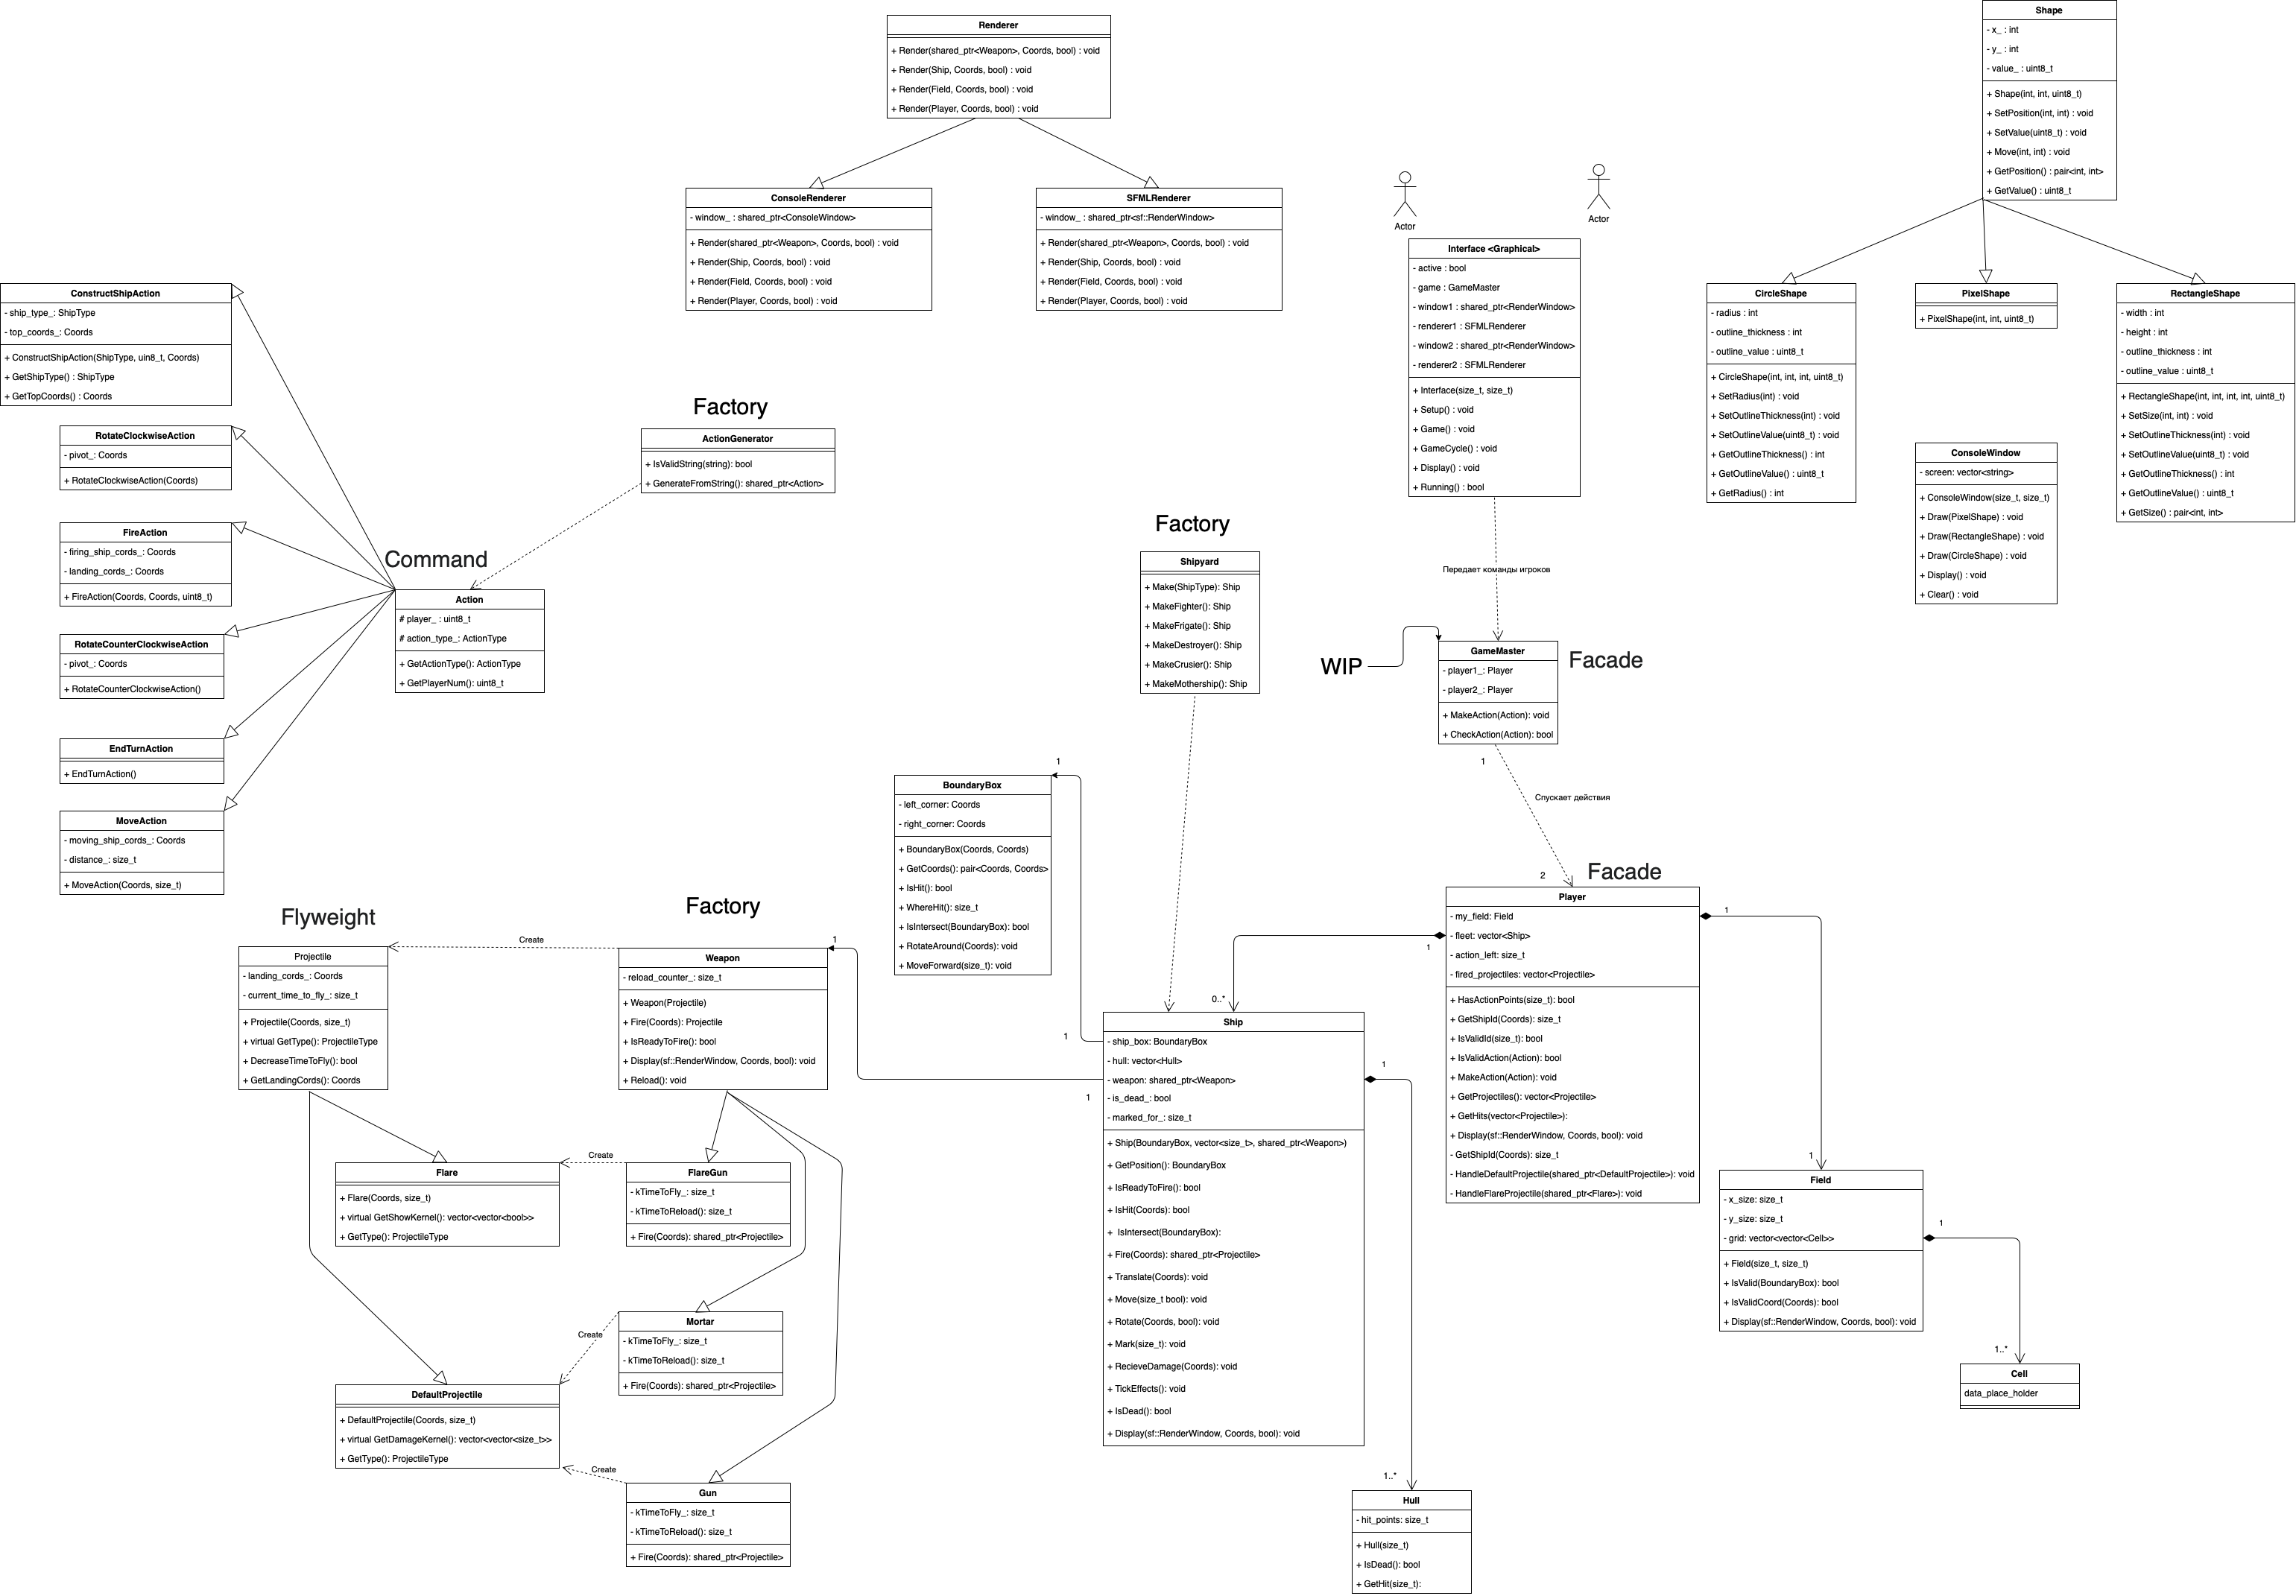 Renderer
+ Render(shared_ptr<Weapon>, Coords, bool) : void
+ Render(Ship, Coords, bool) : void
+ Render(Field, Coords, bool) : void
+ Render(Player, Coords, bool) : void
Shape
- x_ : int
- y_ : int
- value_ : uint8_t
+ Shape(int, int, uint8_t)
+ SetPosition(int, int) : void
+ SetValue(uint8_t) : void
+ Move(int, int) : void
+ GetPosition() : pair<int, int>
+ GetValue() : uint8_t
ConsoleRenderer
- window_ : shared_ptr<ConsoleWindow>
+ Render(shared_ptr<Weapon>, Coords, bool) : void
+ Render(Ship, Coords, bool) : void
+ Render(Field, Coords, bool) : void
+ Render(Player, Coords, bool) : void
SFMLRenderer
- window_ : shared_ptr<sf::RenderWindow>
+ Render(shared_ptr<Weapon>, Coords, bool) : void
+ Render(Ship, Coords, bool) : void
+ Render(Field, Coords, bool) : void
+ Render(Player, Coords, bool) : void
Actor
Actor
Interface <Graphical>
- active : bool
- game : GameMaster
- window1 : shared_ptr<RenderWindow>
- renderer1 : SFMLRenderer
- window2 : shared_ptr<RenderWindow>
- renderer2 : SFMLRenderer
+ Interface(size_t, size_t)
+ Setup() : void
+ Game() : void
+ GameCycle() : void
+ Display() : void
+ Running() : bool
CircleShape
- radius : int
- outline_thickness : int
- outline_value : uint8_t
+ CircleShape(int, int, int, uint8_t)
+ SetRadius(int) : void
+ SetOutlineThickness(int) : void
+ SetOutlineValue(uint8_t) : void
+ GetOutlineThickness() : int
+ GetOutlineValue() : uint8_t
+ GetRadius() : int
PixelShape
+ PixelShape(int, int, uint8_t)
RectangleShape
- width : int
- height : int
- outline_thickness : int
- outline_value : uint8_t
+ RectangleShape(int, int, int, int, uint8_t)
+ SetSize(int, int) : void
+ SetOutlineThickness(int) : void
+ SetOutlineValue(uint8_t) : void
+ GetOutlineThickness() : int
+ GetOutlineValue() : uint8_t
+ GetSize() : pair<int, int>
ConsoleWindow
- screen: vector<string>
+ ConsoleWindow(size_t, size_t)
+ Draw(PixelShape) : void
+ Draw(RectangleShape) : void
+ Draw(CircleShape) : void
+ Display() : void
+ Clear() : void
ConstructShipAction
- ship_type_: ShipType
- top_coords_: Coords
+ ConstructShipAction(ShipType, uin8_t, Coords)
+ GetShipType() : ShipType
+ GetTopCoords() : Coords
RotateClockwiseAction
- pivot_: Coords
+ RotateClockwiseAction(Coords)
FireAction
- firing_ship_cords_: Coords
- landing_cords_: Coords
+ FireAction(Coords, Coords, uint8_t)
RotateCounterClockwiseAction
- pivot_: Coords
+ RotateCounterClockwiseAction()
EndTurnAction
+ EndTurnAction()
MoveAction
- moving_ship_cords_: Coords
- distance_: size_t
+ MoveAction(Coords, size_t)
Factory
ActionGenerator
+ IsValidString(string): bool
+ GenerateFromString(): shared_ptr<Action>
Command
Action
# player_ : uint8_t
# action_type_: ActionType
+ GetActionType(): ActionType
+ GetPlayerNum(): uint8_t
Factory
Shipyard
+ Make(ShipType): Ship
+ MakeFighter(): Ship
+ MakeFrigate(): Ship
+ MakeDestroyer(): Ship
+ MakeCrusier(): Ship
+ MakeMothership(): Ship
Передает команды игроков
WIP
GameMaster
- player1_: Player
- player2_: Player
+ MakeAction(Action): void
+ CheckAction(Action): bool
Facade
1
Спускает действия
2
Facade
Player
- my_field: Field
- fleet: vector<Ship>
- action_left: size_t
- fired_projectiles: vector<Projectile>
+ HasActionPoints(size_t): bool
+ GetShipId(Coords): size_t
+ IsValidId(size_t): bool
+ IsValidAction(Action): bool
+ MakeAction(Action): void
+ GetProjectiles(): vector<Projectile>
+ GetHits(vector<Projectile>):
+ Display(sf::RenderWindow, Coords, bool): void
- GetShipId(Coords): size_t
- HandleDefaultProjectile(shared_ptr<DefaultProjectile>): void
- HandleFlareProjectile(shared_ptr<Flare>): void
1
1
1
0..*
BoundaryBox
- left_corner: Coords
- right_corner: Coords
+ BoundaryBox(Coords, Coords)
+ GetCoords(): pair<Coords, Coords>
+ IsHit(): bool
+ WhereHit(): size_t
+ IsIntersect(BoundaryBox): bool
+ RotateAround(Coords): void
+ MoveForward(size_t): void
1
1
Flyweight
Projectile
- landing_cords_: Coords
- current_time_to_fly_: size_t
+ Projectile(Coords, size_t)
+ virtual GetType(): ProjectileType
+ DecreaseTimeToFly(): bool
+ GetLandingCords(): Coords
Create
Factory
Weapon
- reload_counter_: size_t
+ Weapon(Projectile)
+ Fire(Coords): Projectile
+ IsReadyToFire(): bool
+ Display(sf::RenderWindow, Coords, bool): void
+ Reload(): void
1
1
Ship
- ship_box: BoundaryBox
- hull: vector<Hull>
- weapon: shared_ptr<Weapon>
- is_dead_: bool
- marked_for_: size_t
+ Ship(BoundaryBox, vector<size_t>, shared_ptr<Weapon>)
+ GetPosition(): BoundaryBox
+ IsReadyToFire(): bool
+ IsHit(Coords): bool
+ IsIntersect(BoundaryBox):
+ Fire(Coords): shared_ptr<Projectile>
+ Translate(Coords): void
+ Move(size_t bool): void
+ Rotate(Coords, bool): void
+ Mark(size_t): void
+ RecieveDamage(Coords): void
+ TickEffects(): void
+ IsDead(): bool
+ Display(sf::RenderWindow, Coords, bool): void
1
1..*
Flare
+ Flare(Coords, size_t)
+ virtual GetShowKernel(): vector<vector<bool>>
+ GetType(): ProjectileType
Create
FlareGun
- kTimeToFly_: size_t
- kTimeToReload(): size_t
+ Fire(Coords): shared_ptr<Projectile>
Mortar
- kTimeToFly_: size_t
- kTimeToReload(): size_t
+ Fire(Coords): shared_ptr<Projectile>
Create
DefaultProjectile
+ DefaultProjectile(Coords, size_t)
+ virtual GetDamageKernel(): vector<vector<size_t>>
+ GetType(): ProjectileType
Create
Gun
- kTimeToFly_: size_t
- kTimeToReload(): size_t
+ Fire(Coords): shared_ptr<Projectile>
Field
- x_size: size_t
- y_size: size_t
- grid: vector<vector<Cell>>
+ Field(size_t, size_t)
+ IsValid(BoundaryBox): bool
+ IsValidCoord(Coords): bool
+ Display(sf::RenderWindow, Coords, bool): void
1
1..*
Cell
data_place_holder
Hull
- hit_points: size_t
+ Hull(size_t)
+ IsDead(): bool
+ GetHit(size_t):